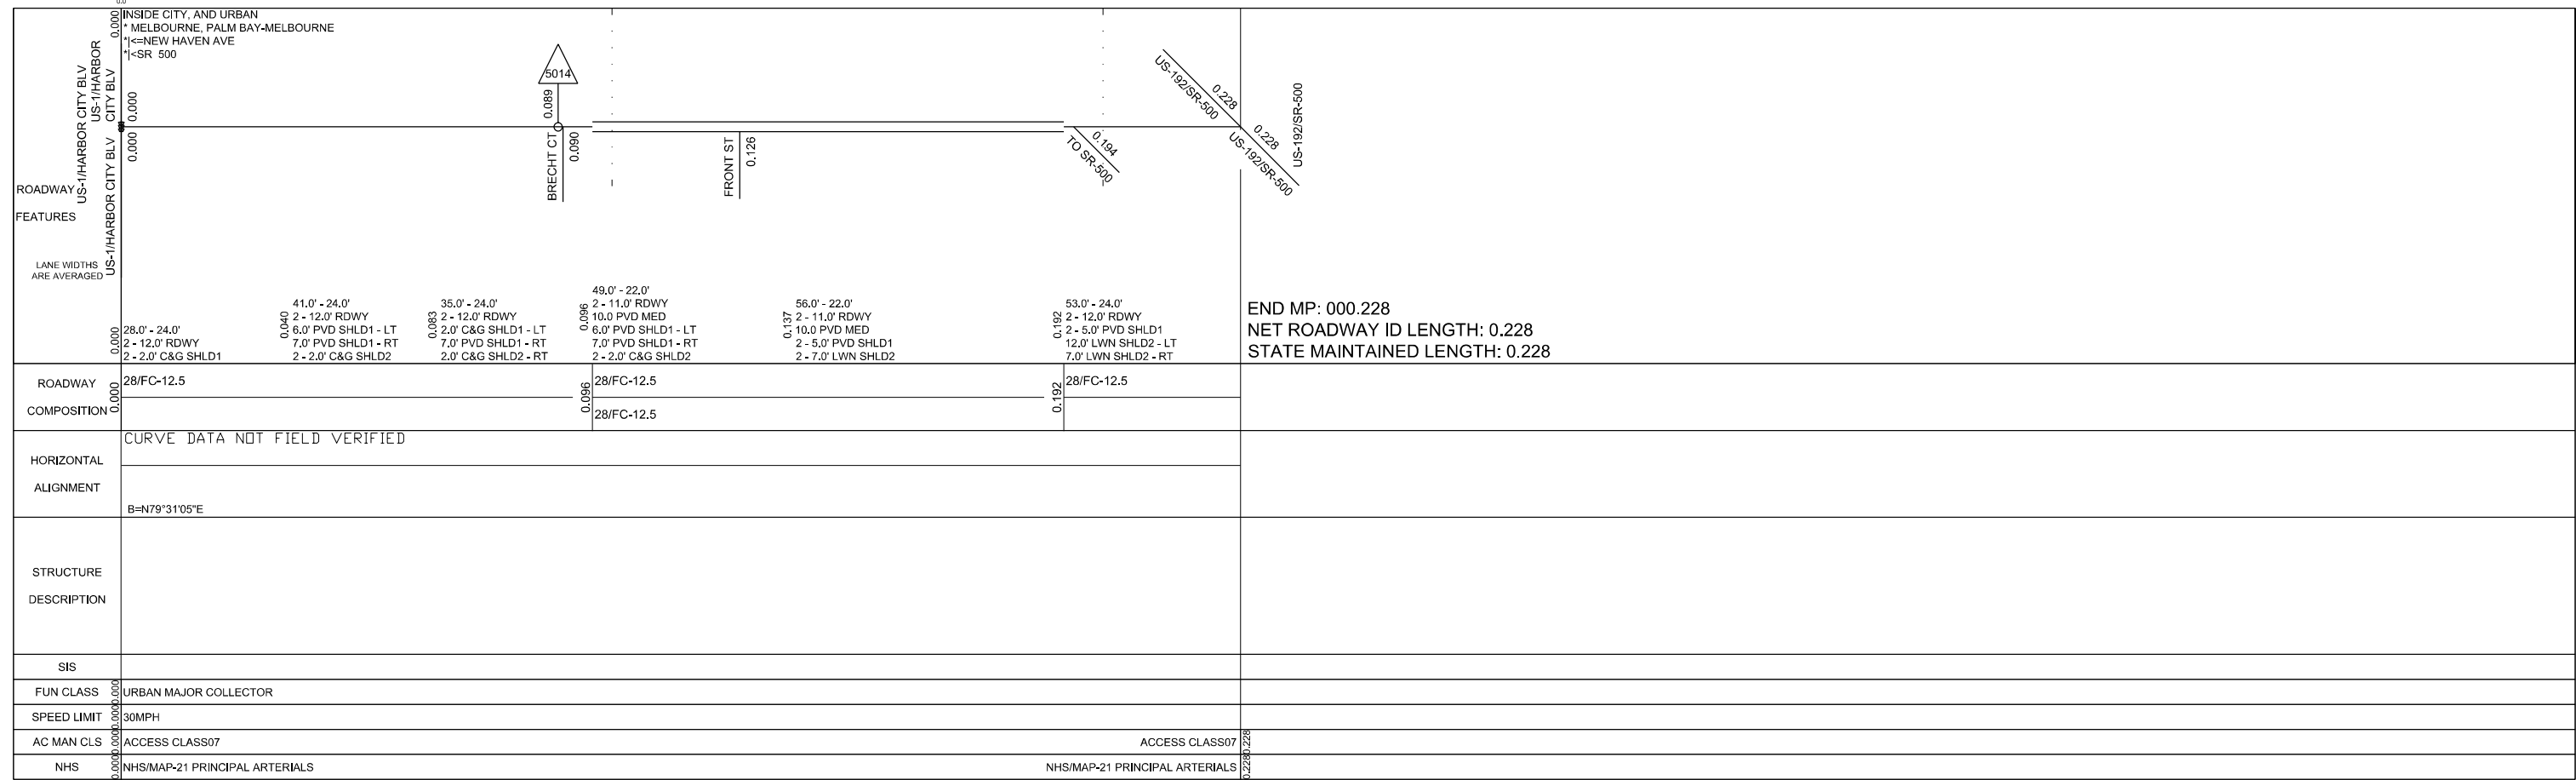 0.0
INSIDE CITY, AND URBAN
* MELBOURNE, PALM BAY-MELBOURNE
*|<=NEW HAVEN AVE
*|<SR 500
0.000
US-1/HARBOR CITY BLV
US-1/HARBOR
CITY BLV
0.000
0.000
US-1/HARBOR CITY BLV
5014
0.089
BRECHT CT
0.090
FRONT ST
0.126
0.194
TO SR-500
US-192/SR-500
0.228
0.228
US-192/SR-500
US-192/SR-500
ROADWAY
FEATURES
LANE WIDTHS
ARE AVERAGED
0.000
28.0' - 24.0'
2 - 12.0' RDWY
2 - 2.0' C&G SHLD1
0.040
41.0' - 24.0'
2 - 12.0' RDWY
6.0' PVD SHLD1 - LT
7.0' PVD SHLD1 - RT
2 - 2.0' C&G SHLD2
0.083
35.0' - 24.0'
2 - 12.0' RDWY
2.0' C&G SHLD1 - LT
7.0' PVD SHLD1 - RT
2.0' C&G SHLD2 - RT
0.096
49.0' - 22.0'
2 - 11.0' RDWY
10.0 PVD MED
6.0' PVD SHLD1 - LT
7.0' PVD SHLD1 - RT
2 - 2.0' C&G SHLD2
0.137
56.0' - 22.0'
2 - 11.0' RDWY
10.0 PVD MED
2 - 5.0' PVD SHLD1
2 - 7.0' LWN SHLD2
0.192
53.0' - 24.0'
2 - 12.0' RDWY
2 - 5.0' PVD SHLD1
12.0' LWN SHLD2 - LT
7.0' LWN SHLD2 - RT
END MP: 000.228
NET ROADWAY ID LENGTH: 0.228
STATE MAINTAINED LENGTH: 0.228
ROADWAY
COMPOSITION
0.000
28/FC-12.5
0.096
28/FC-12.5
28/FC-12.5
0.192
28/FC-12.5
HORIZONTAL
ALIGNMENT
CURVE DATA NOT FIELD VERIFIED
B=N79°31'05"E
STRUCTURE
DESCRIPTION
SIS
FUN CLASS
0.000
URBAN MAJOR COLLECTOR
SPEED LIMIT
0.000
30MPH
AC MAN CLS
0.000
ACCESS CLASS07
ACCESS CLASS07
0.228
NHS
0.000
NHS/MAP-21 PRINCIPAL ARTERIALS
NHS/MAP-21 PRINCIPAL ARTERIALS
0.228